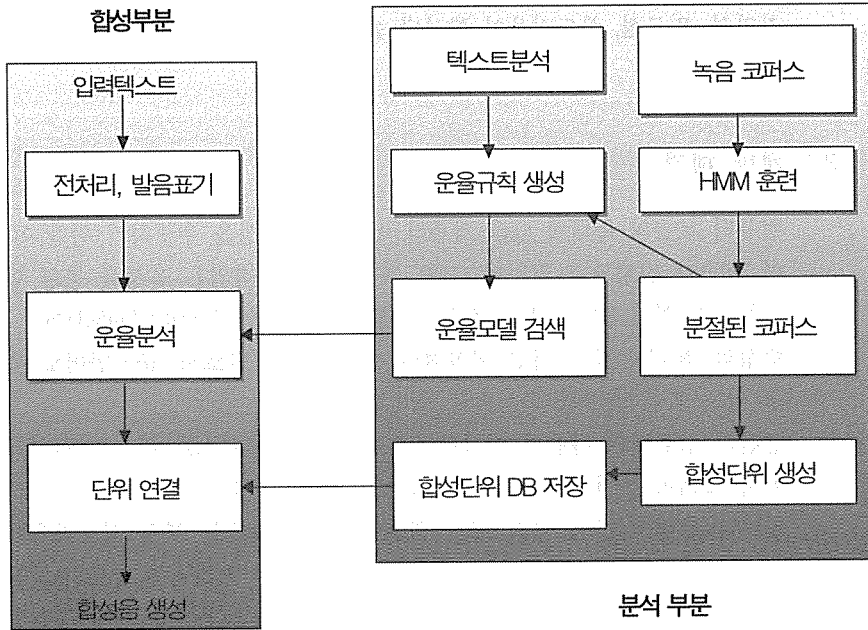 합성부분
입력텍스트
전처리, 발음표기
운율분석
단위 연결
합성음 생성
텍스트분석
녹음 코퍼스
운율규칙 생성
HMM 훈련
운율모델 검색
분절된 코퍼스
합성단위 DB 저장
합성단위 생성
분석 부분